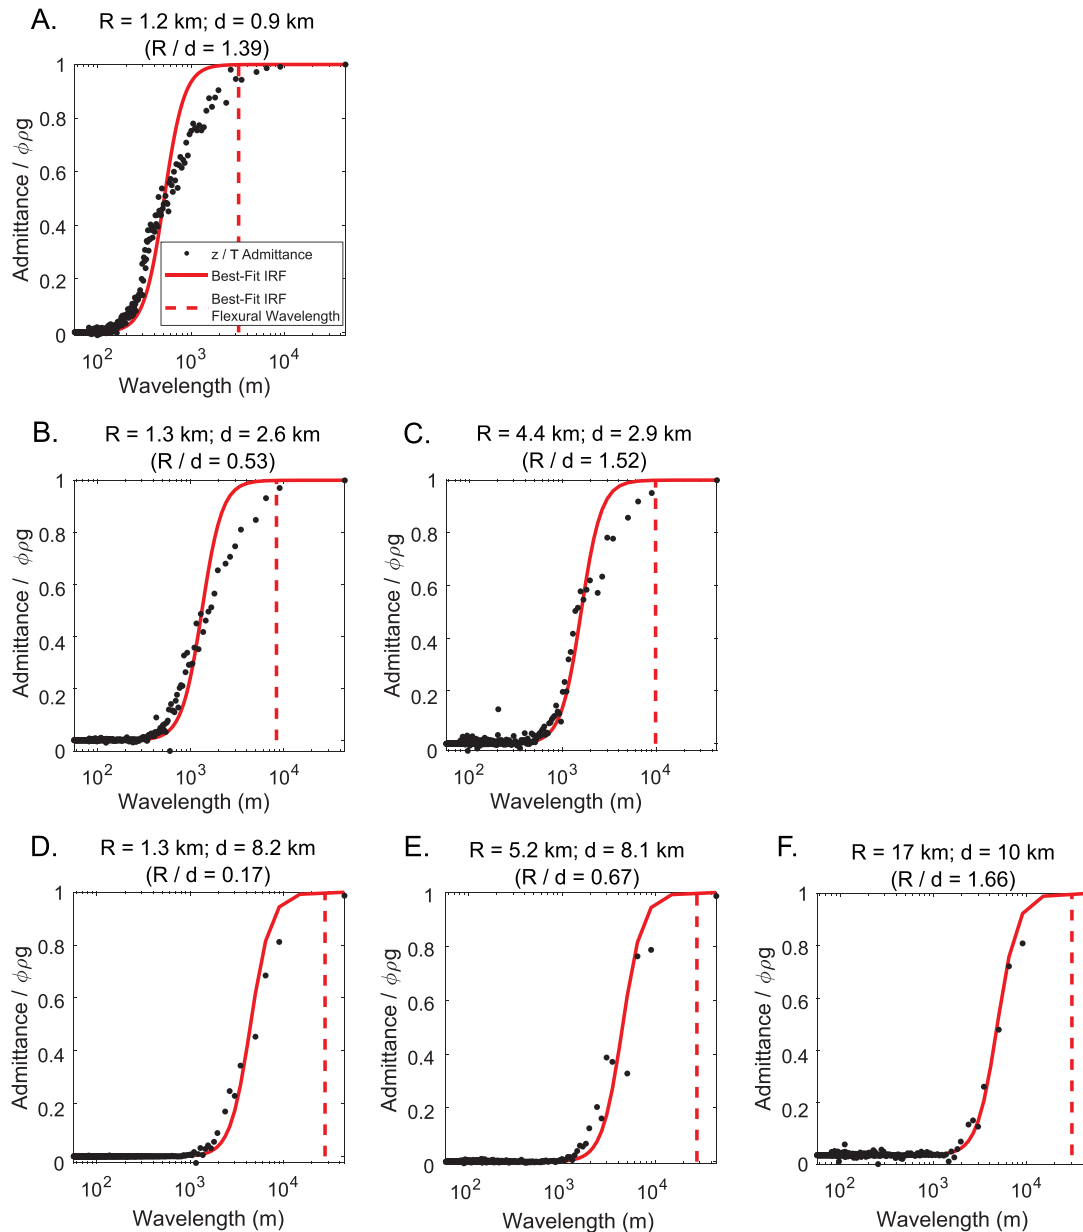 A.
R = 1.2 km; d = 0.9 km
(R / d = 1.39)
1
0.8
0.6
0.4
0.2
0
Admittance / ϕρg
z / T Admittance
Best-Fit IRF
Best-Fit IRF
Flexural Wavelength
10² 10³ 10⁴
Wavelength (m)
B.
R = 1.3 km; d = 2.6 km
(R / d = 0.53)
1
0.8
0.6
0.4
0.2
0
Admittance / ϕρg
10² 10³ 10⁴
Wavelength (m)
C.
R = 4.4 km; d = 2.9 km
(R / d = 1.52)
1
0.8
0.6
0.4
0.2
0
Admittance / ϕρg
10² 10³ 10⁴
Wavelength (m)
D.
R = 1.3 km; d = 8.2 km
(R / d = 0.17)
1
0.8
0.6
0.4
0.2
0
Admittance / ϕρg
10² 10³ 10⁴
Wavelength (m)
E.
R = 5.2 km; d = 8.1 km
(R / d = 0.67)
1
0.8
0.6
0.4
0.2
0
Admittance / ϕρg
10² 10³ 10⁴
Wavelength (m)
F.
R = 17 km; d = 10 km
(R / d = 1.66)
1
0.8
0.6
0.4
0.2
0
Admittance / ϕρg
10² 10³ 10⁴
Wavelength (m)